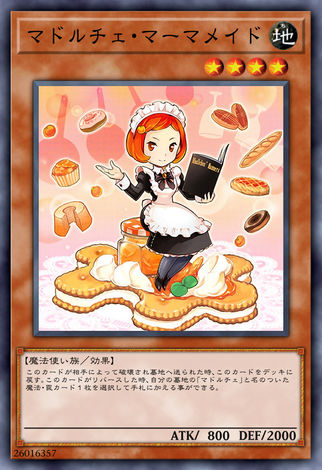 マドルチェ・マーマメイド
地
【魔法使い族／効果】
このカードが相手によって破壊され墓地へ送られた時、このカードをデッキに
戻す。このカードがリバースした時、自分の墓地の「マドルチェ」と名のついた
魔法・罠カード１枚を選択して手札に加える事ができる。
ATK/ 800 DEF/2000
26016357